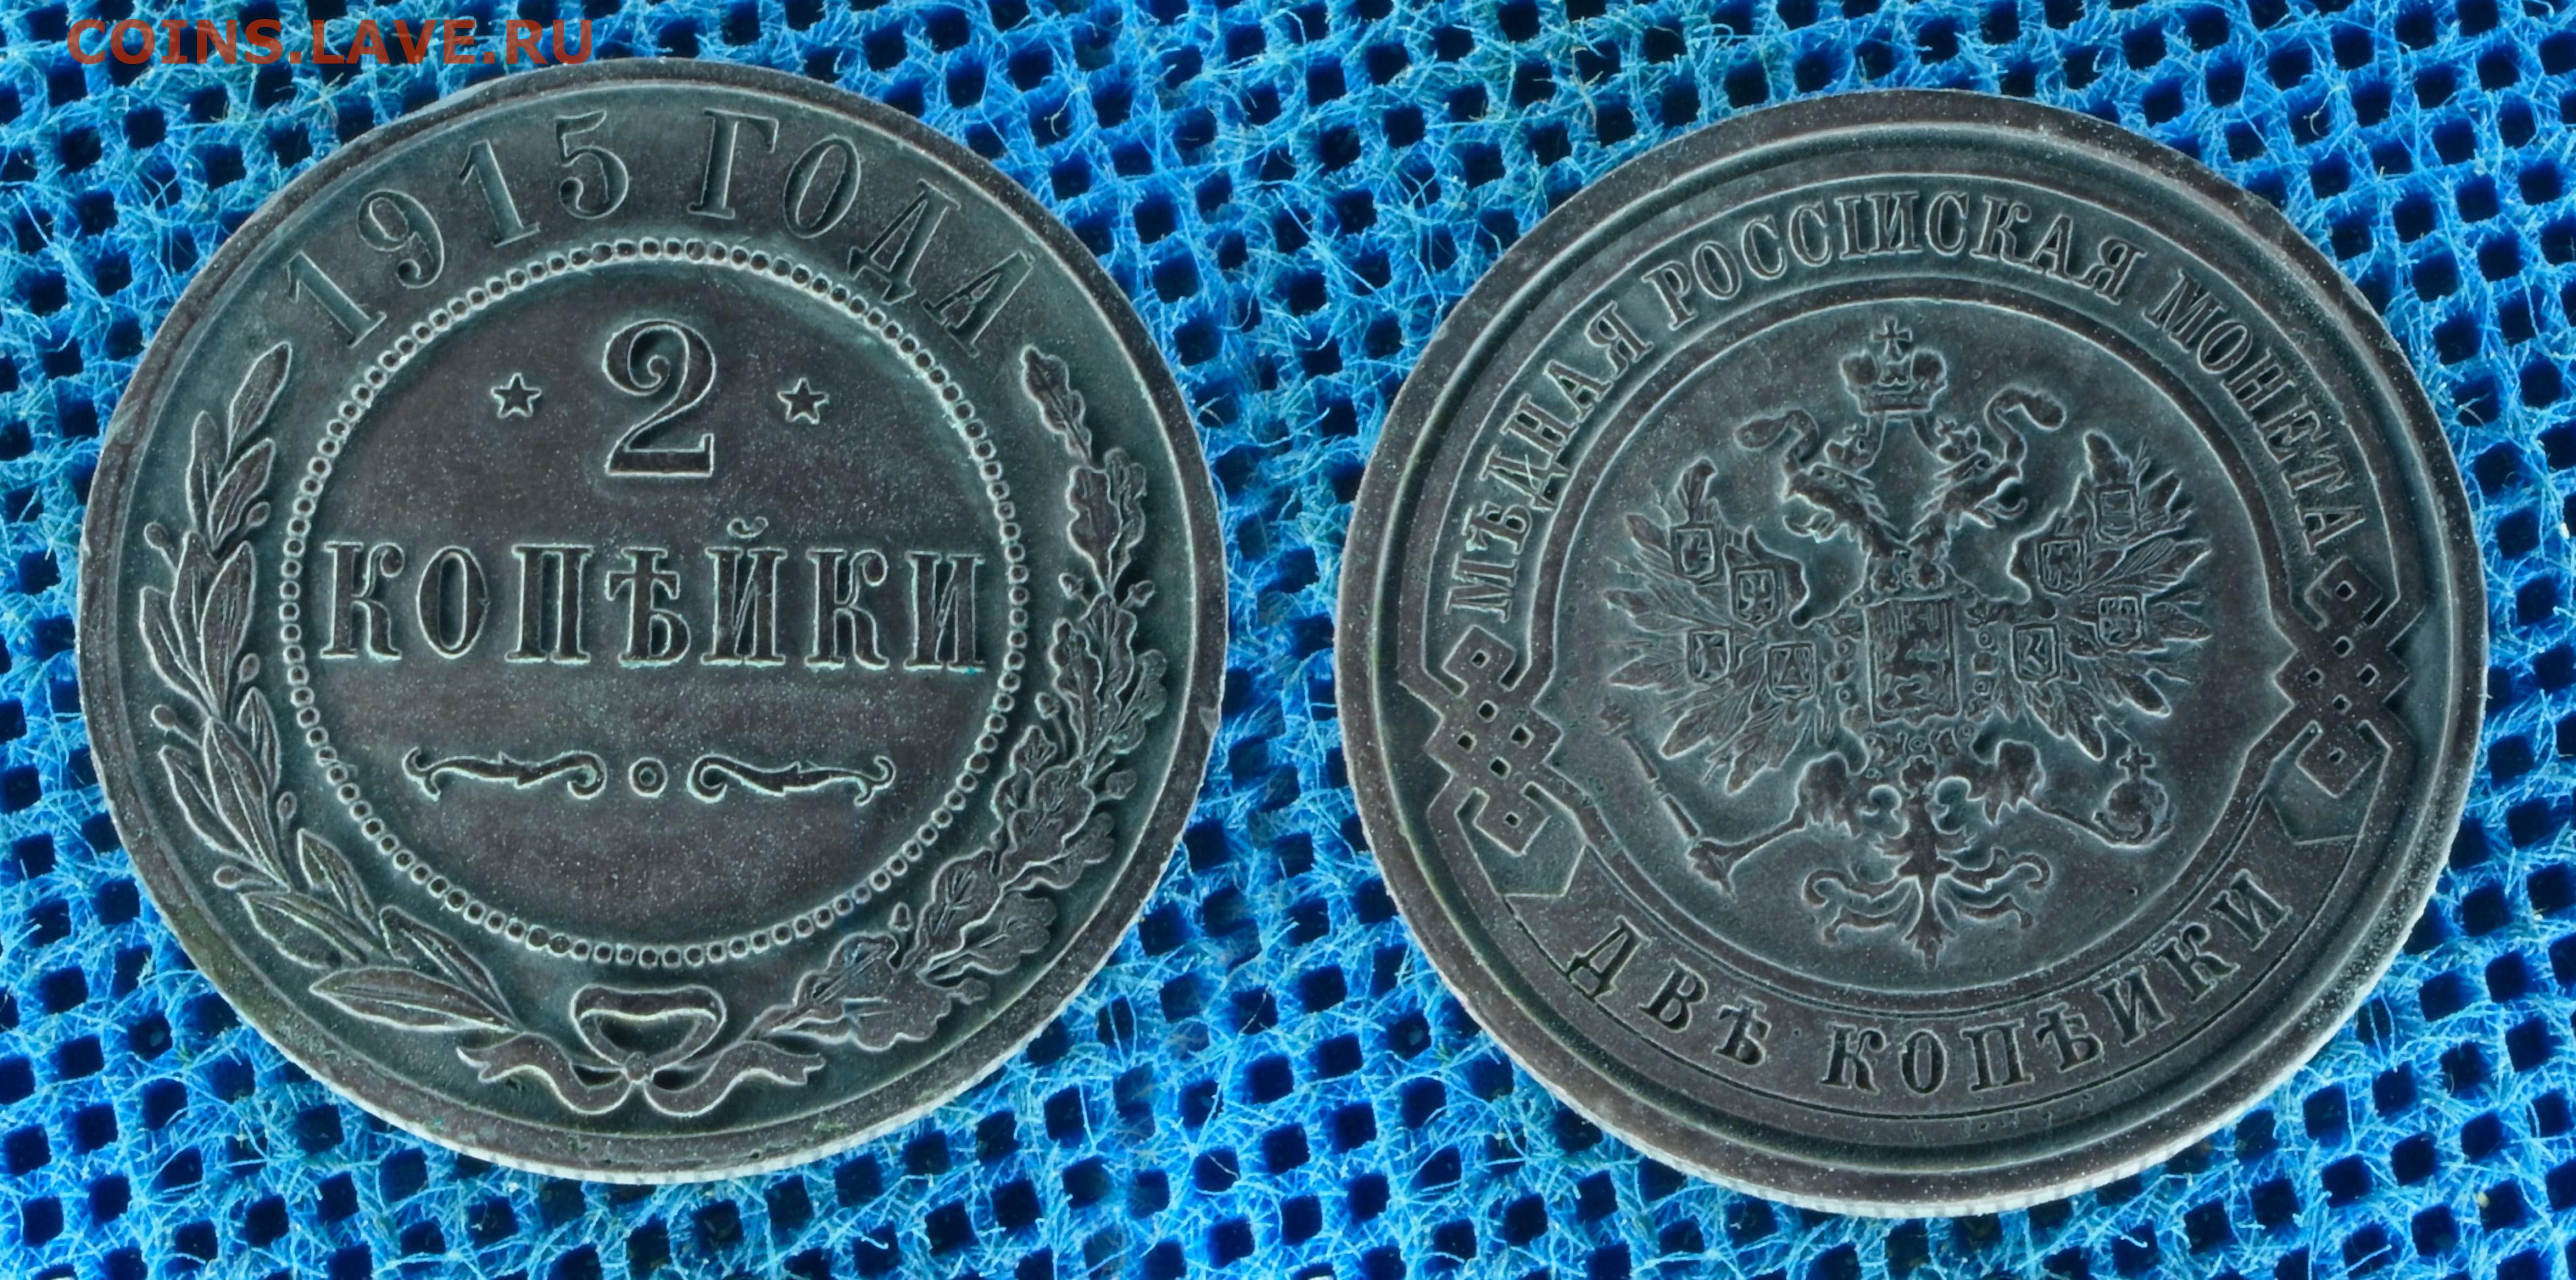 COINS.LAVE.RU
1915 ГОДА
2
КОПѢЙКИ
МѢДНАЯ РОССІЙСКАЯ МОНЕТА
ДВѢ КОПѢЙКИ